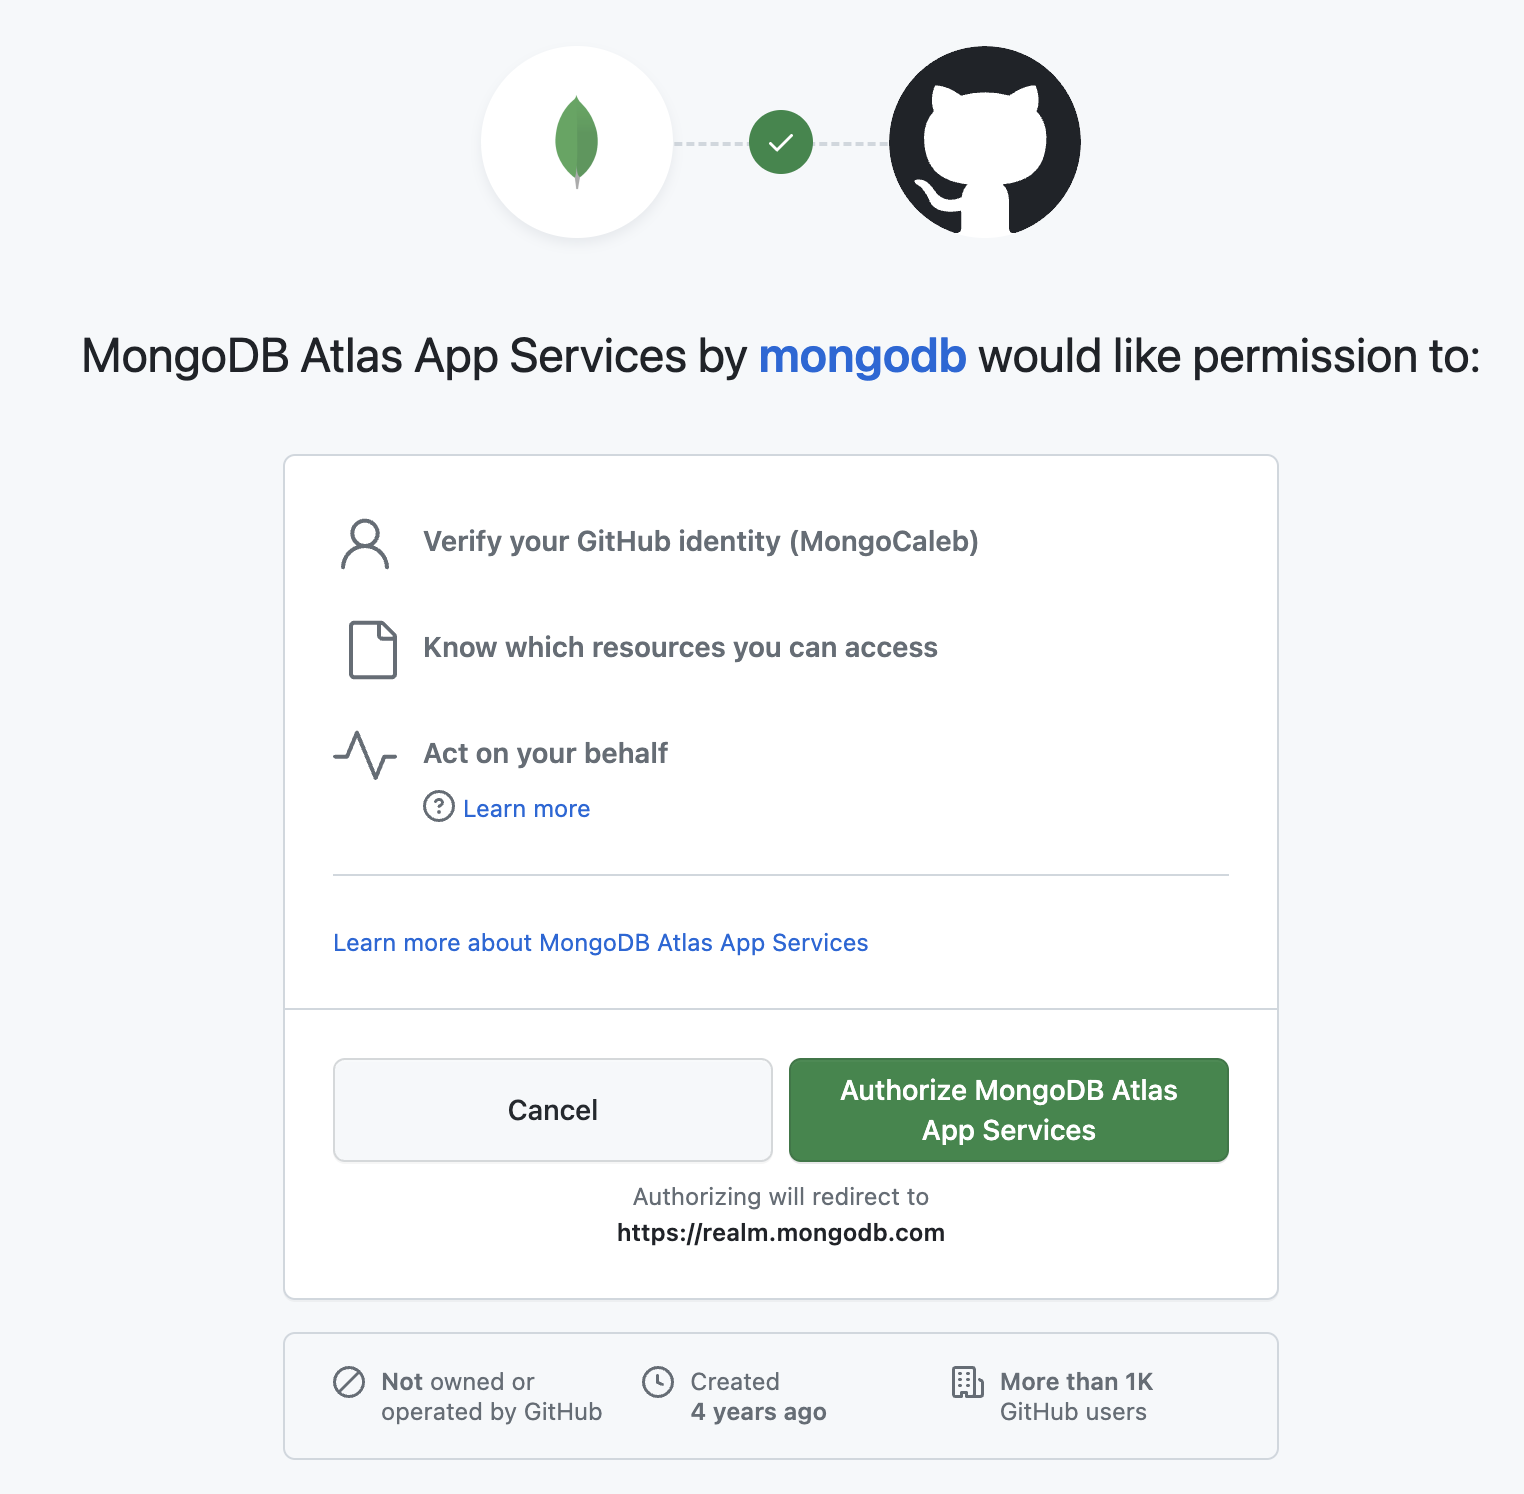 MongoDB Atlas App Services by mongodb would like permission to:
Verify your GitHub identity (MongoCaleb)
Know which resources you can access
Act on your behalf
Learn more
Learn more about MongoDB Atlas App Services
Cancel
Authorize MongoDB Atlas
App Services
Authorizing will redirect to
https://realm.mongodb.com
Not owned or
operated by GitHub
Created
4 years ago
More than 1K
GitHub users